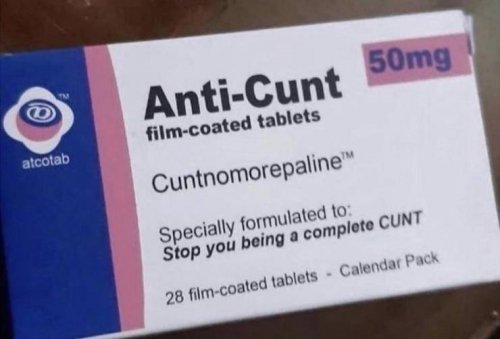 50mg
Anti-Cunt
film-coated tablets
TM
atcotab
Cuntnomorepaline™
Specially formulated to:
Stop you being a complete CUNT
28 film-coated tablets - Calendar Pack